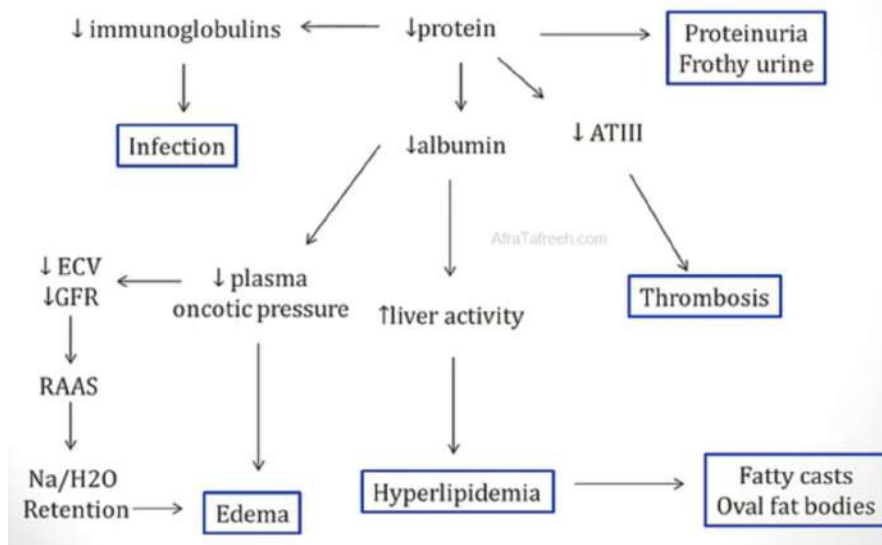 ↓ immunoglobulins
↓protein
Proteinuria
Frothy urine
Infection
↓albumin
↓ ATIII
AfraTafreeh.com
↓ ECV
↓GFR
↓ plasma
oncotic pressure
↑liver activity
Thrombosis
RAAS
Na/H2O
Retention
Edema
Hyperlipidemia
Fatty casts
Oval fat bodies